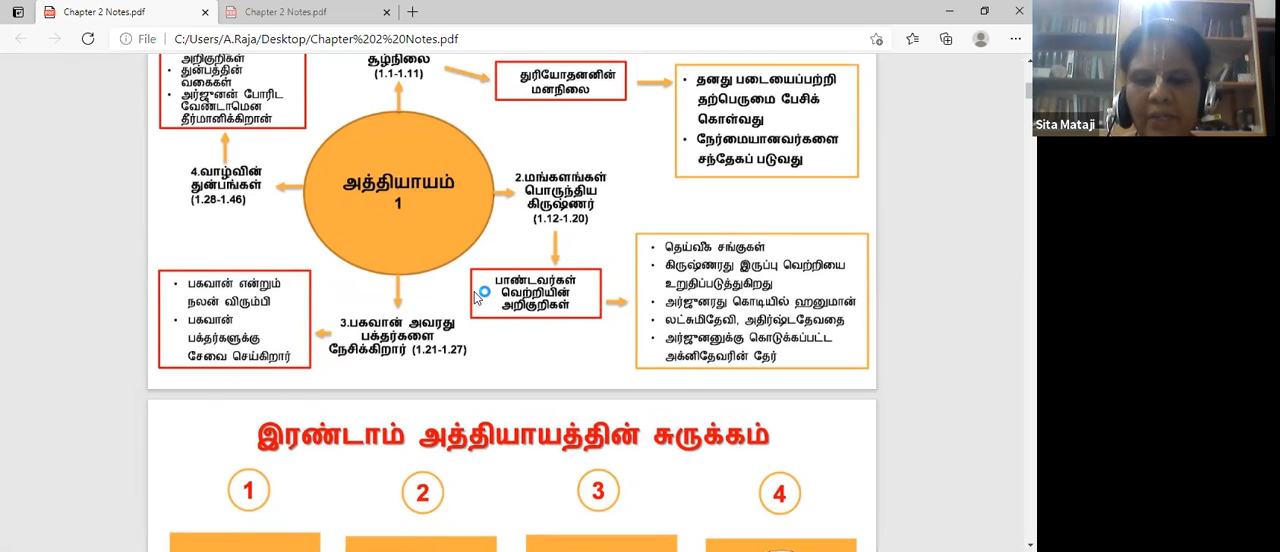 Chapter 2 Notes.pdf
Chapter 2 Notes.pdf
File
C:/Users/A.Raja/Desktop/Chapter%202%20Notes.pdf
அறிகுறிகள்
• துன்பத்தின்
வகைகள்
• அர்ஜுனன் போரிட
வேண்டாமென
தீர்மானிக்கிறான்
சூழ்நிலை
(1.1-1.11)
துரியோதனனின்
மனநிலை
• தனது படையைப்பற்றி
தற்பெருமை பேசிக்
கொள்வது
• நேர்மையானவர்களை
சந்தேகப் படுவது
Sita Mataji
4.வாழ்வின்
துன்பங்கள்
(1.28-1.46)
அத்தியாயம்
1
2.மங்களங்கள்
பொருந்திய
கிருஷ்ணர்
(1.12-1.20)
• பகவான் என்றும்
நலன் விரும்பி
• பகவான்
பக்தர்களுக்கு
சேவை செய்கிறார்
3.பகவான் அவரது
பக்தர்களை
நேசிக்கிறார் (1.21-1.27)
பாண்டவர்கள்
வெற்றியின்
அறிகுறிகள்
• தெய்வீக சங்குகள்
• கிருஷ்ணரது இருப்பு வெற்றியை
உறுதிப்படுத்துகிறது
• அர்ஜுனரது கொடியில் ஹனுமான்
• லட்சுமிதேவி, அதிர்ஷ்டதேவதை
• அர்ஜுனனுக்கு கொடுக்கப்பட்ட
அக்னிதேவரின் தேர்
இரண்டாம் அத்தியாயத்தின் சுருக்கம்
1
2
3
4